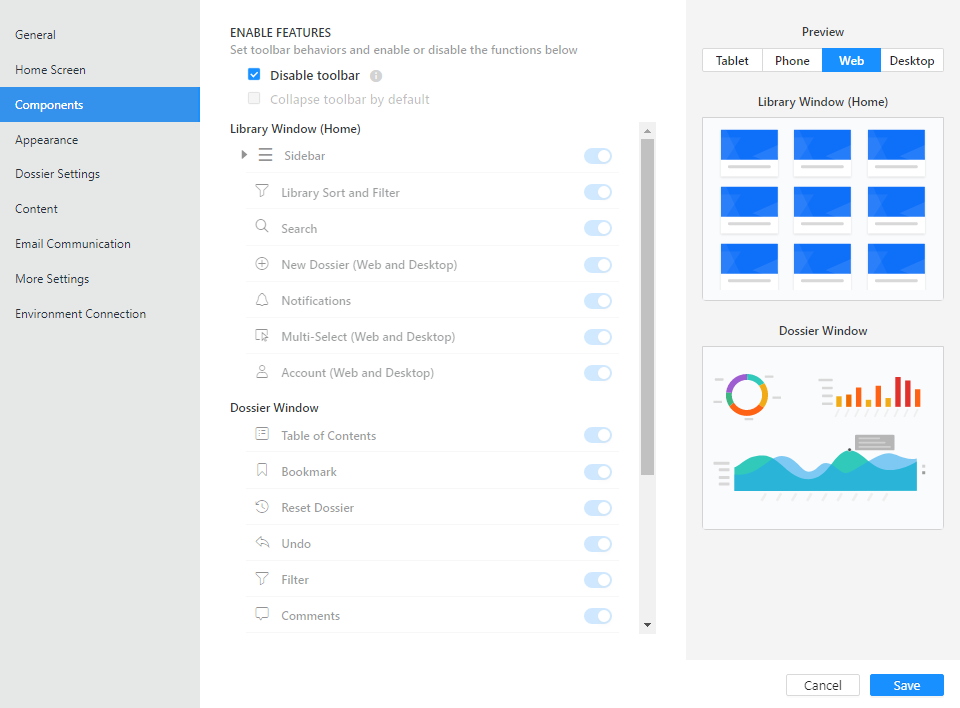 General
Home Screen
Components
Appearance
Dossier Settings
Content
Email Communication
More Settings
Environment Connection
ENABLE FEATURES
Set toolbar behaviors and enable or disable the functions below
Disable toolbar
Collapse toolbar by default
Library Window (Home)
Sidebar
Library Sort and Filter
Search
New Dossier (Web and Desktop)
Notifications
Multi-Select (Web and Desktop)
Account (Web and Desktop)
Dossier Window
Table of Contents
Bookmark
Reset Dossier
Undo
Filter
Comments
Preview
Tablet Phone Web Desktop
Library Window (Home)
Dossier Window
Cancel Save